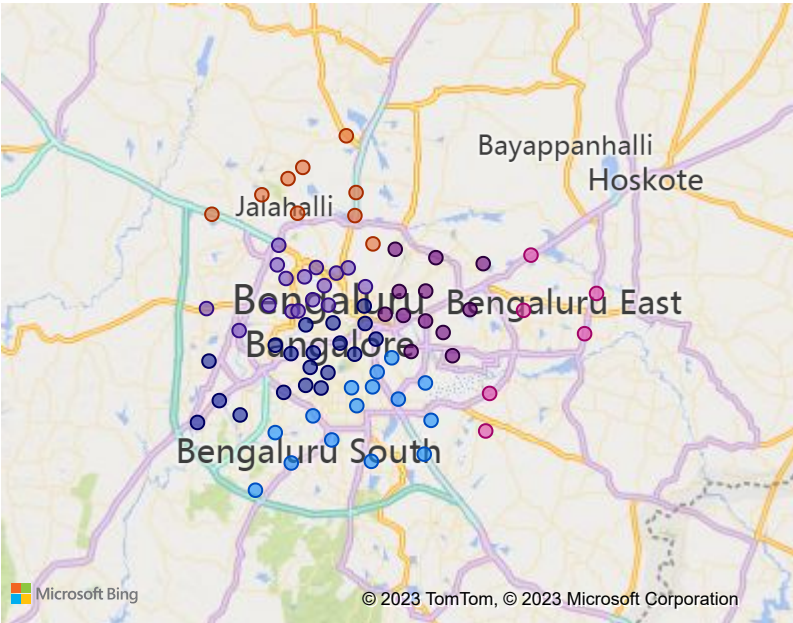 Bayappanhalli
Hoskote
Jalahalli
Bengaluru
Bengaluru East
Bangalore
Bengaluru South
Microsoft Bing
© 2023 TomTom, © 2023 Microsoft Corporation